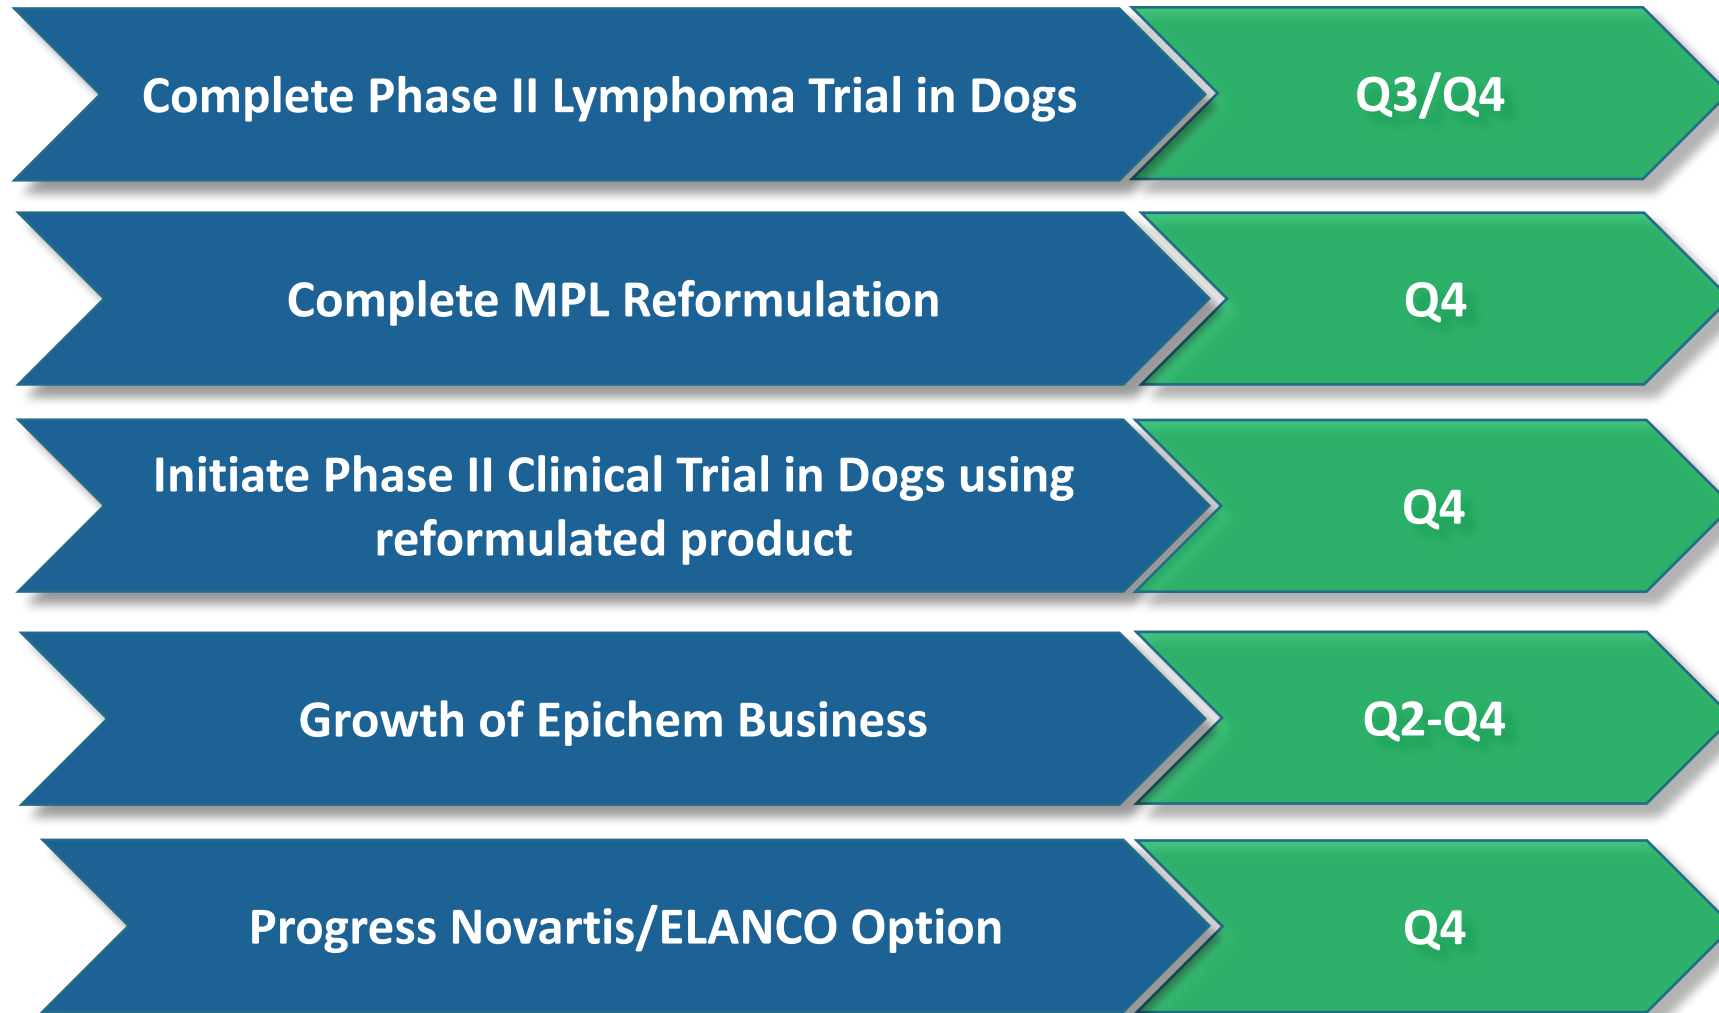 Complete Phase II Lymphoma Trial in Dogs
Q3/Q4
Complete MPL Reformulation
Q4
Initiate Phase II Clinical Trial in Dogs using
reformulated product
Q4
Growth of Epichem Business
Q2-Q4
Progress Novartis/ELANCO Option
Q4